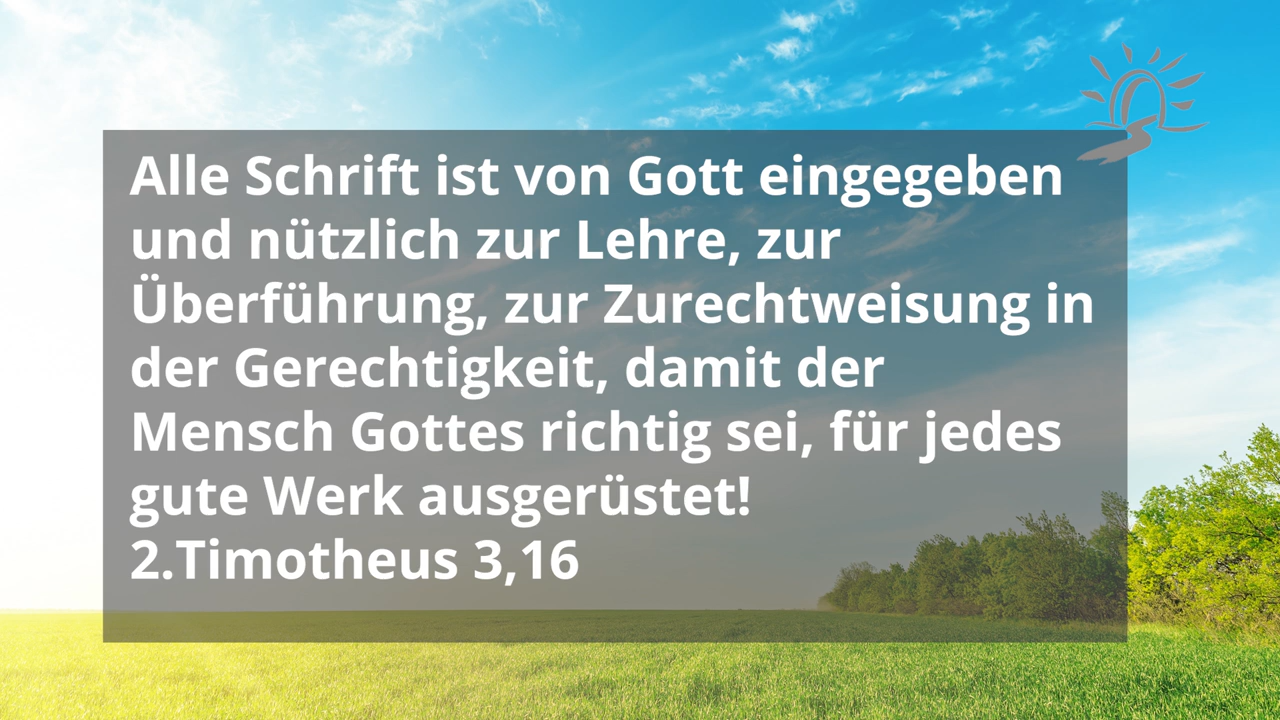 Alle Schrift ist von Gott eingegeben
und nützlich zur Lehre, zur
Überführung, zur Zurechtweisung in
der Gerechtigkeit, damit der
Mensch Gottes richtig sei, für jedes
gute Werk ausgerüstet!
2.Timotheus 3,16